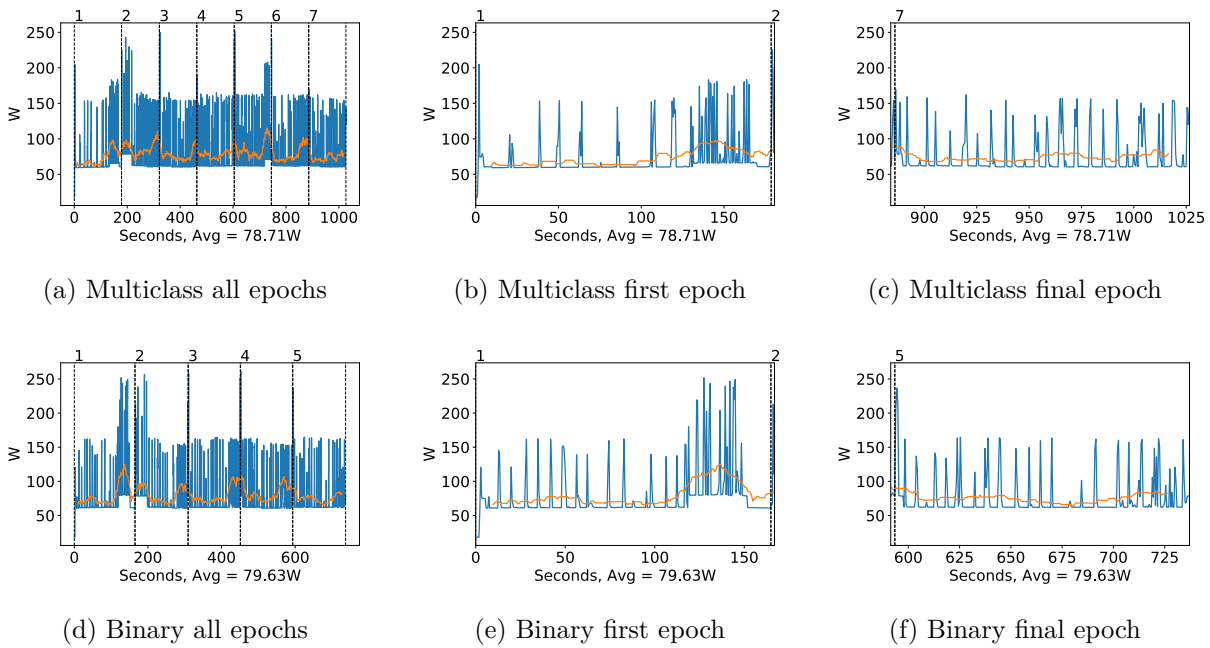 1 2 3 4 5 6 7
250
200
150
100
50
W
0 200 400 600 800 1000
Seconds, Avg = 78.71W
(a) Multiclass all epochs
1 2
250
200
150
100
50
W
0 50 100 150
Seconds, Avg = 78.71W
(b) Multiclass first epoch
7
250
200
150
100
50
W
900 925 950 975 1000 1025
Seconds, Avg = 78.71W
(c) Multiclass final epoch
1 2 3 4 5
250
200
150
100
50
W
0 200 400 600
Seconds, Avg = 79.63W
(d) Binary all epochs
1 2
250
200
150
100
50
W
0 50 100 150
Seconds, Avg = 79.63W
(e) Binary first epoch
5
250
200
150
100
50
W
600 625 650 675 700 725
Seconds, Avg = 79.63W
(f) Binary final epoch